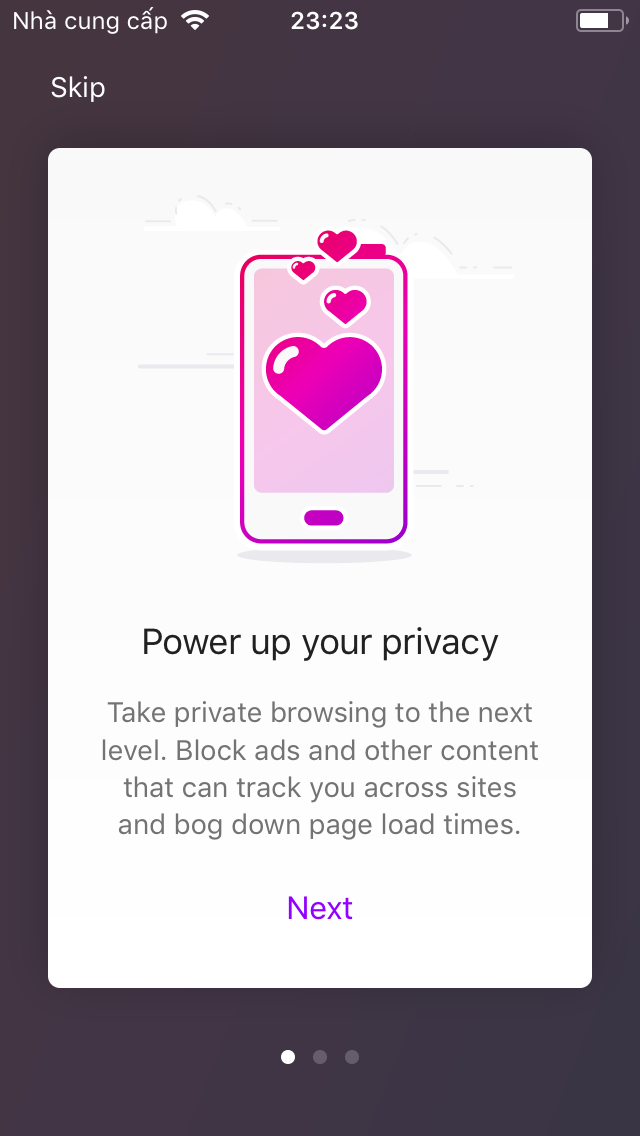 Nhà cung cấp 23:23
Skip
Power up your privacy
Take private browsing to the next
level. Block ads and other content
that can track you across sites
and bog down page load times.
Next